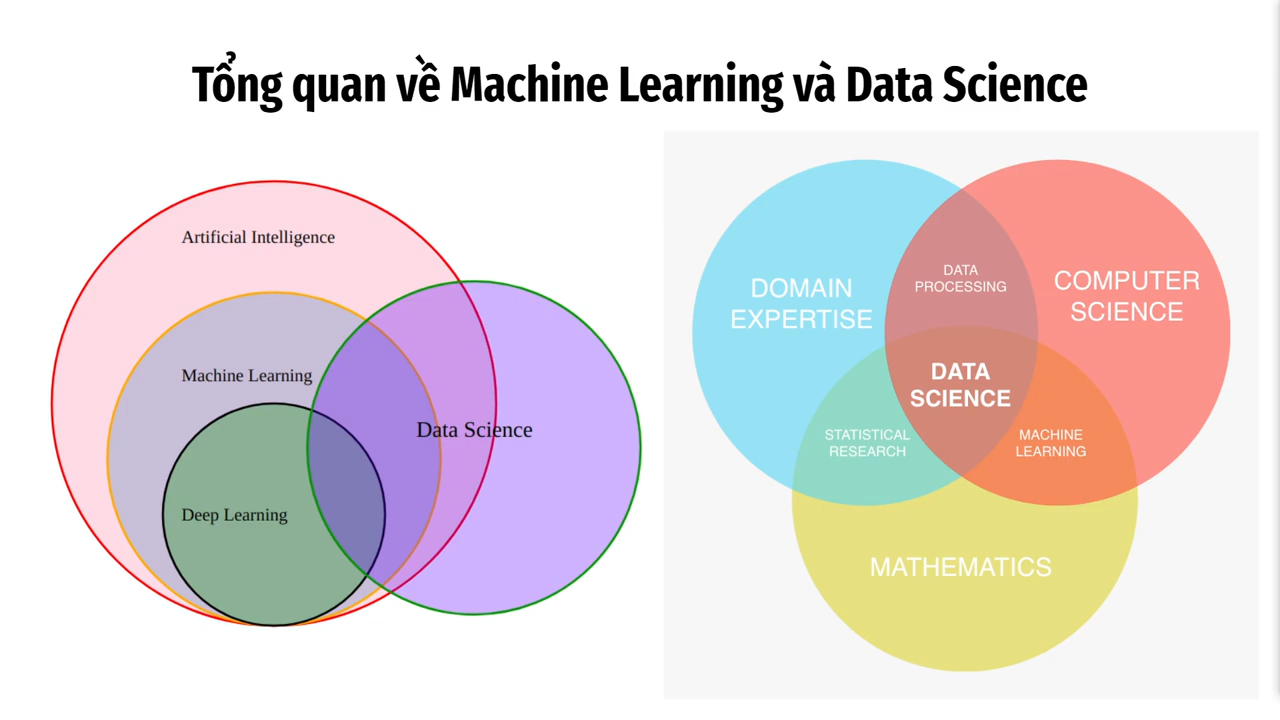 Tổng quan về Machine Learning và Data Science
Artificial Intelligence
Machine Learning
Deep Learning
Data Science
DOMAIN
EXPERTISE
DATA
PROCESSING
COMPUTER
SCIENCE
DATA
SCIENCE
STATISTICAL
RESEARCH
MACHINE
LEARNING
MATHEMATICS